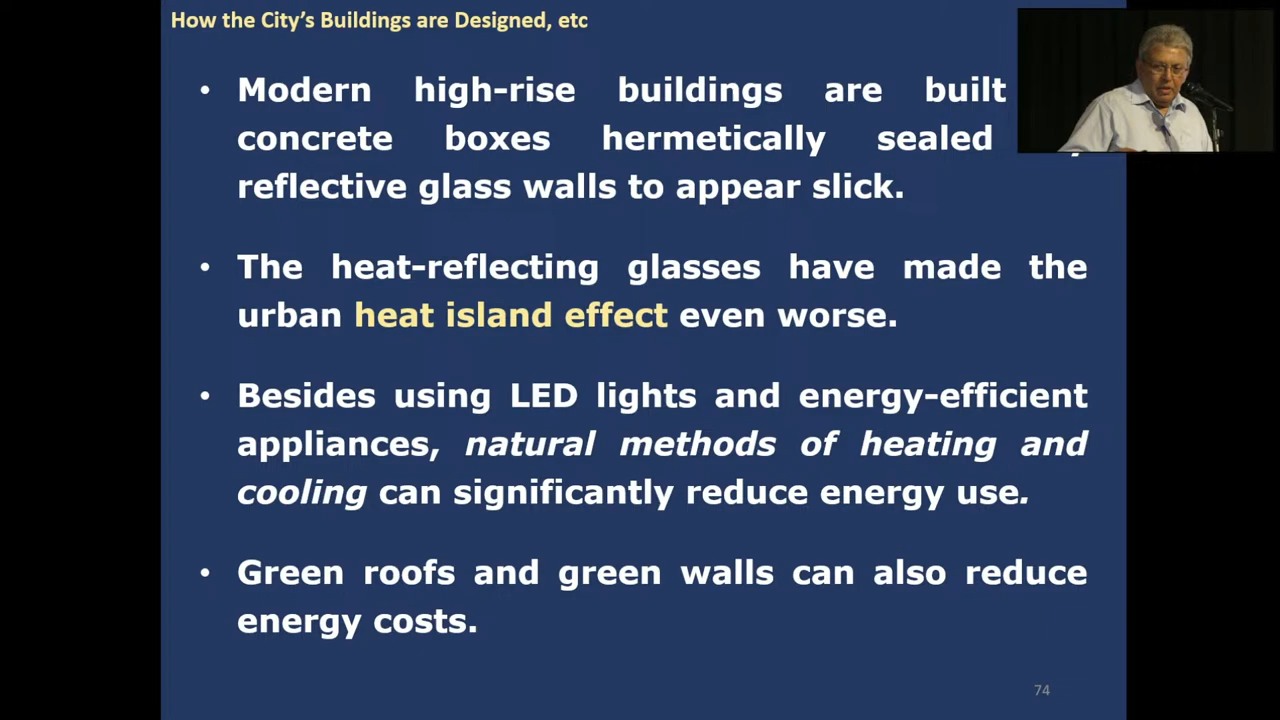 How the City’s Buildings are Designed, etc
• Modern high-rise buildings are built
concrete boxes hermetically sealed
reflective glass walls to appear slick.
• The heat-reflecting glasses have made the
urban heat island effect even worse.
• Besides using LED lights and energy-efficient
appliances, natural methods of heating and
cooling can significantly reduce energy use.
• Green roofs and green walls can also reduce
energy costs.
74